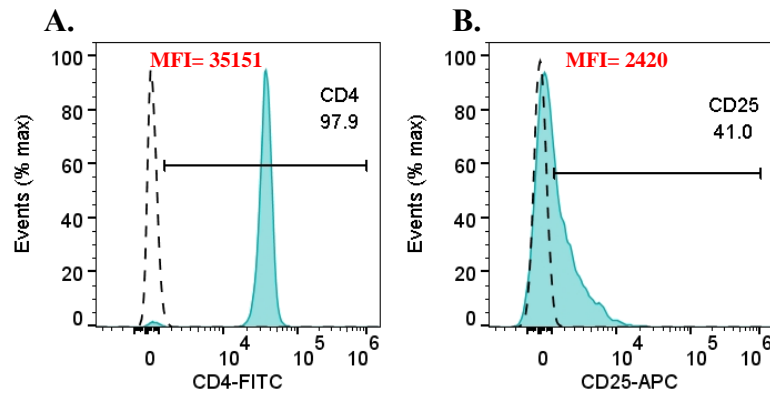 A.
MFI= 35151
CD4
97.9
Events (% max)
100
80
60
40
20
0
0 10^4 10^5 10^6
CD4-FITC
B.
MFI= 2420
CD25
41.0
Events (% max)
100
80
60
40
20
0
0 10^4 10^5 10^6
CD25-APC